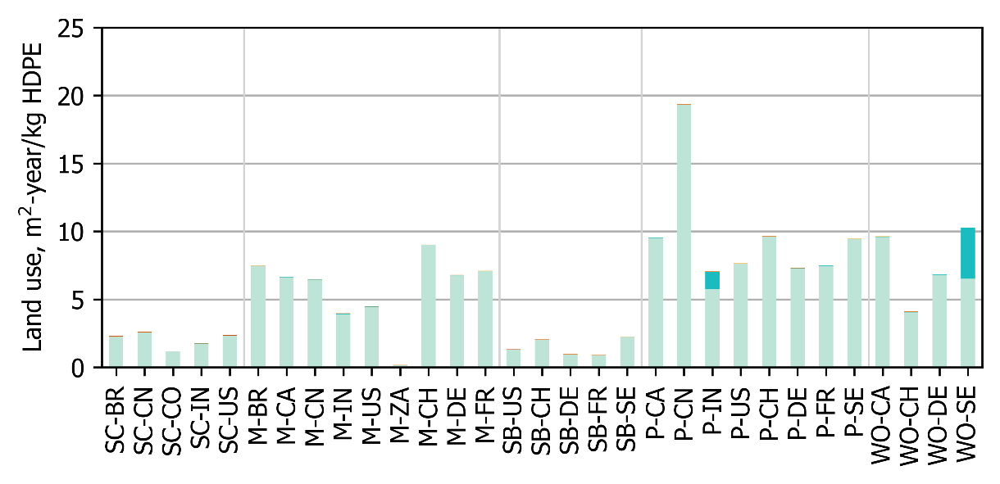 Land use, m²-year/kg HDPE
25
20
15
10
5
0
SC-BR
SC-CN
SC-CO
SC-IN
SC-US
M-BR
M-CA
M-CN
M-IN
M-US
M-ZA
M-CH
M-DE
M-FR
SB-US
SB-CH
SB-DE
SB-FR
SB-SE
P-CA
P-CN
P-IN
P-US
P-CH
P-DE
P-FR
P-SE
WO-CA
WO-CH
WO-DE
WO-SE